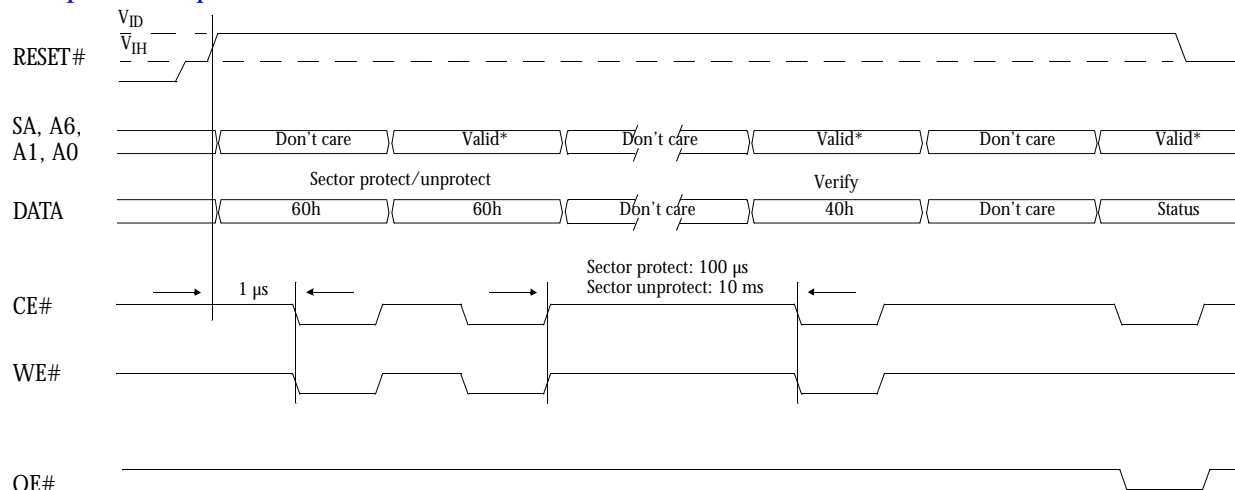 V_ID
V_IH
RESET#
SA, A6,
A1, A0
Don't care
Valid*
Don't care
Valid*
Don't care
Valid*
Sector protect/unprotect
Verify
DATA
60h
60h
Don't care
40h
Don't care
Status
Sector protect: 100 µs
Sector unprotect: 10 ms
1 µs
CE#
WE#
OE#